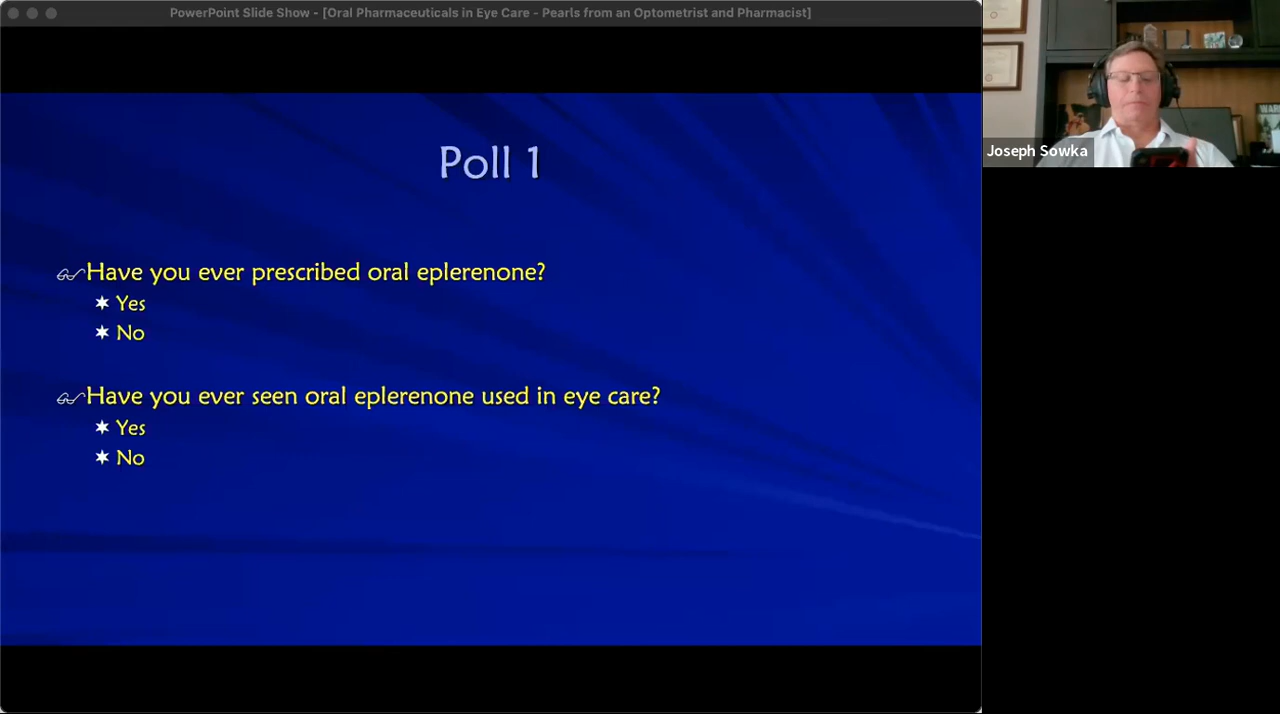 PowerPoint Slide Show - [Oral Pharmaceuticals in Eye Care - Pearls from an Optometrist and Pharmacist]
Poll 1
Have you ever prescribed oral eplerenone?
Yes
No
Have you ever seen oral eplerenone used in eye care?
Yes
No
Joseph Sowka